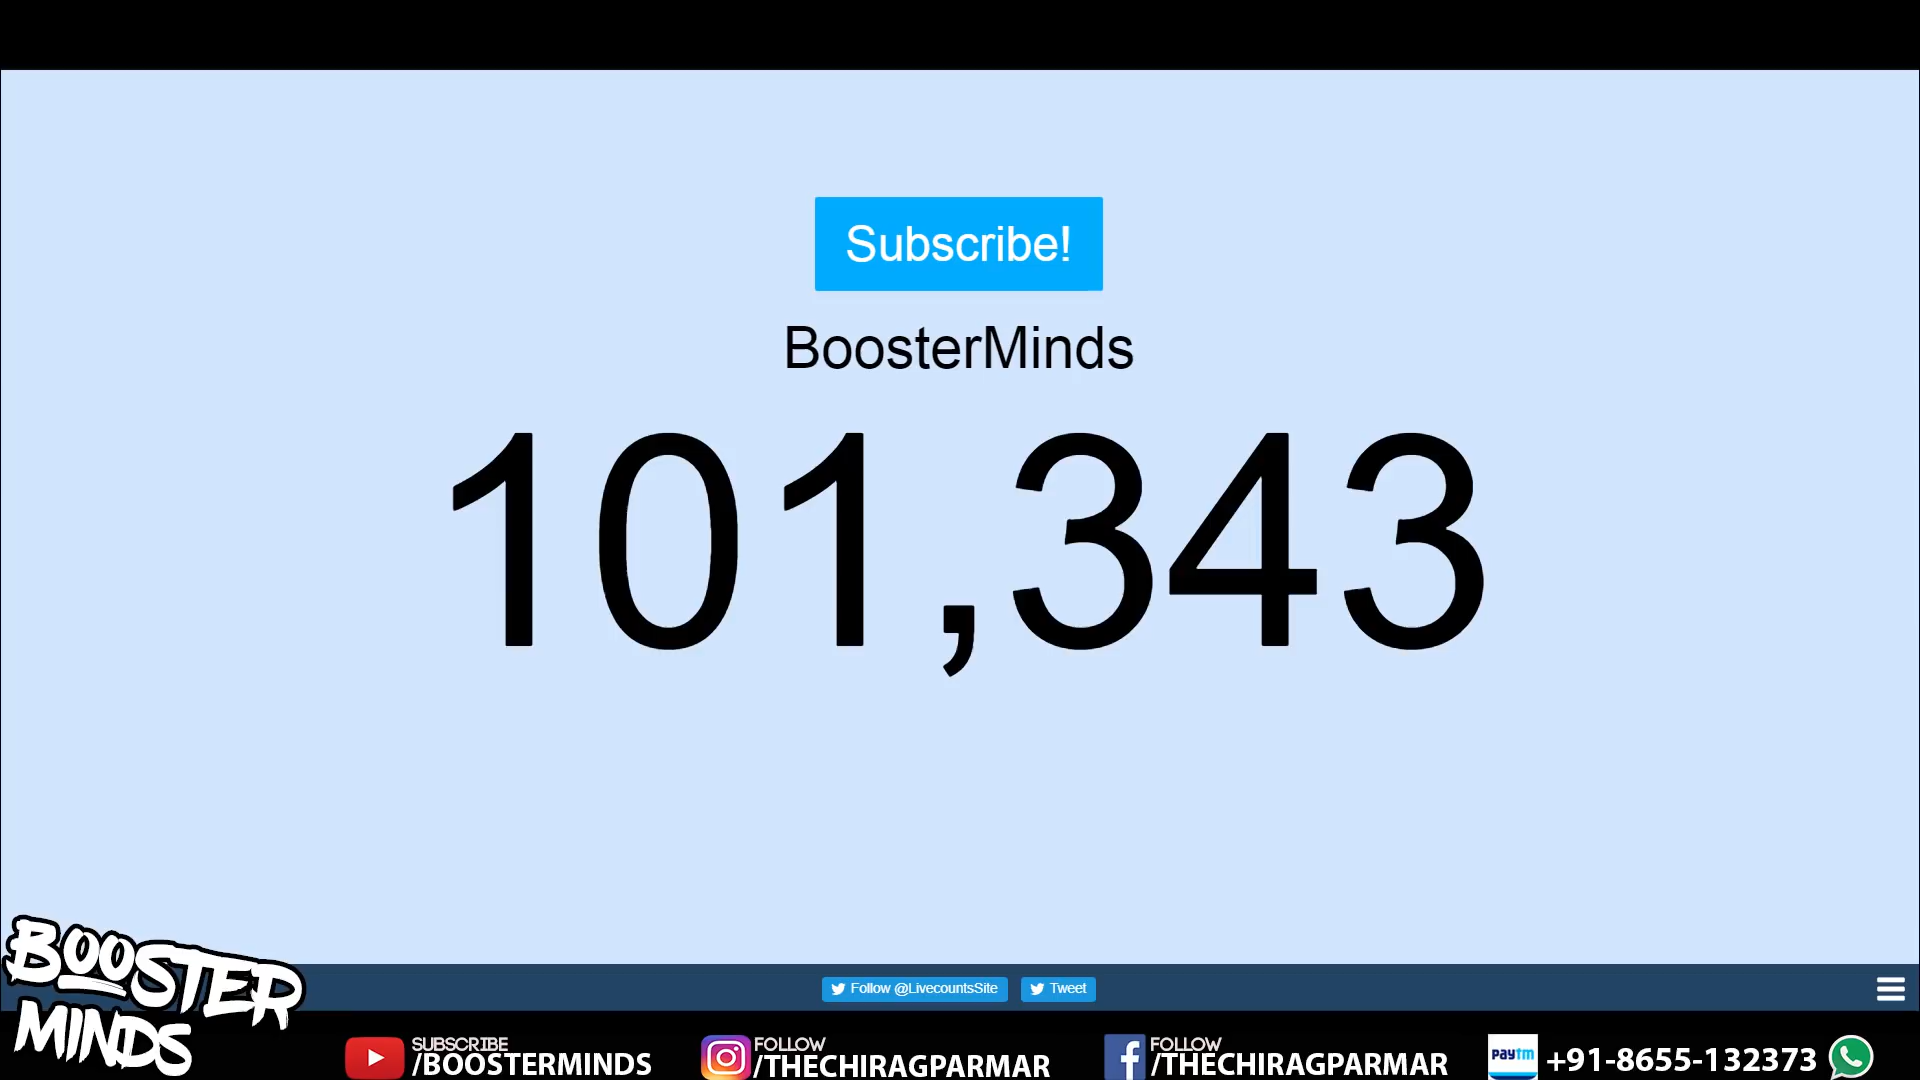 Subscribe!
BoosterMinds
101,343
BOOSTER
MINDS
Follow @LivecountsSite
Tweet
SUBSCRIBE
/BOOSTERMINDS
FOLLOW
/THECHIRAGPARMAR
FOLLOW
/THECHIRAGPARMAR
paytm
+91-8655-132373